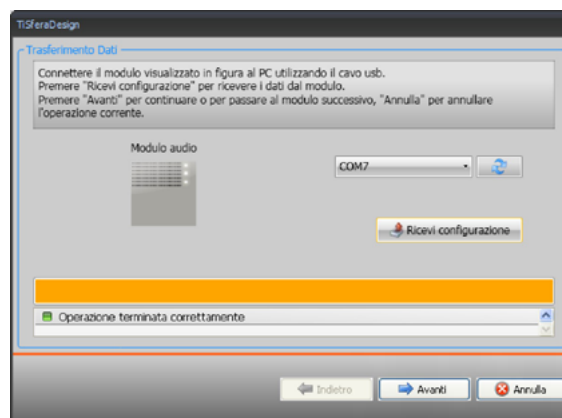 TiSferaDesign
Trasferimento Dati
Connettere il modulo visualizzato in figura al PC utilizzando il cavo usb.
Premere "Ricevi configurazione" per ricevere i dati dal modulo.
Premere "Avanti" per continuare o per passare al modulo successivo, "Annulla" per annullare
l'operazione corrente.
Modulo audio
COM7
Ricevi configurazione
Operazione terminata correttamente
Indietro
Avanti
Annulla